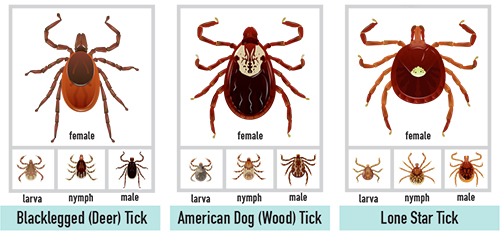 female
larva nymph male
Blacklegged (Deer) Tick
female
larva nymph male
American Dog (Wood) Tick
female
larva nymph male
Lone Star Tick